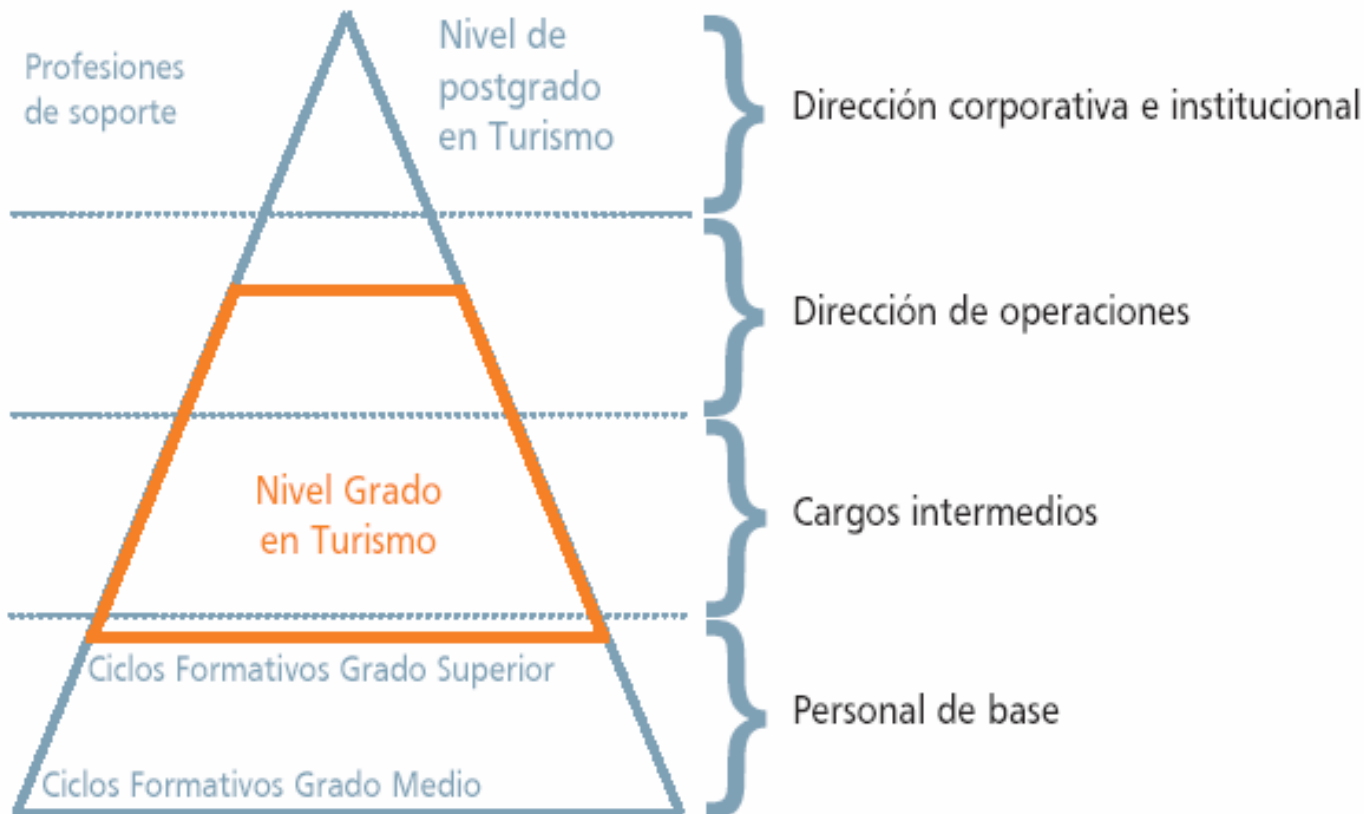 Profesiones
de soporte
Nivel de
postgrado
en Turismo
Dirección corporativa e institucional
Dirección de operaciones
Nivel Grado
en Turismo
Cargos intermedios
Ciclos Formativos Grado Superior
Personal de base
Ciclos Formativos Grado Medio